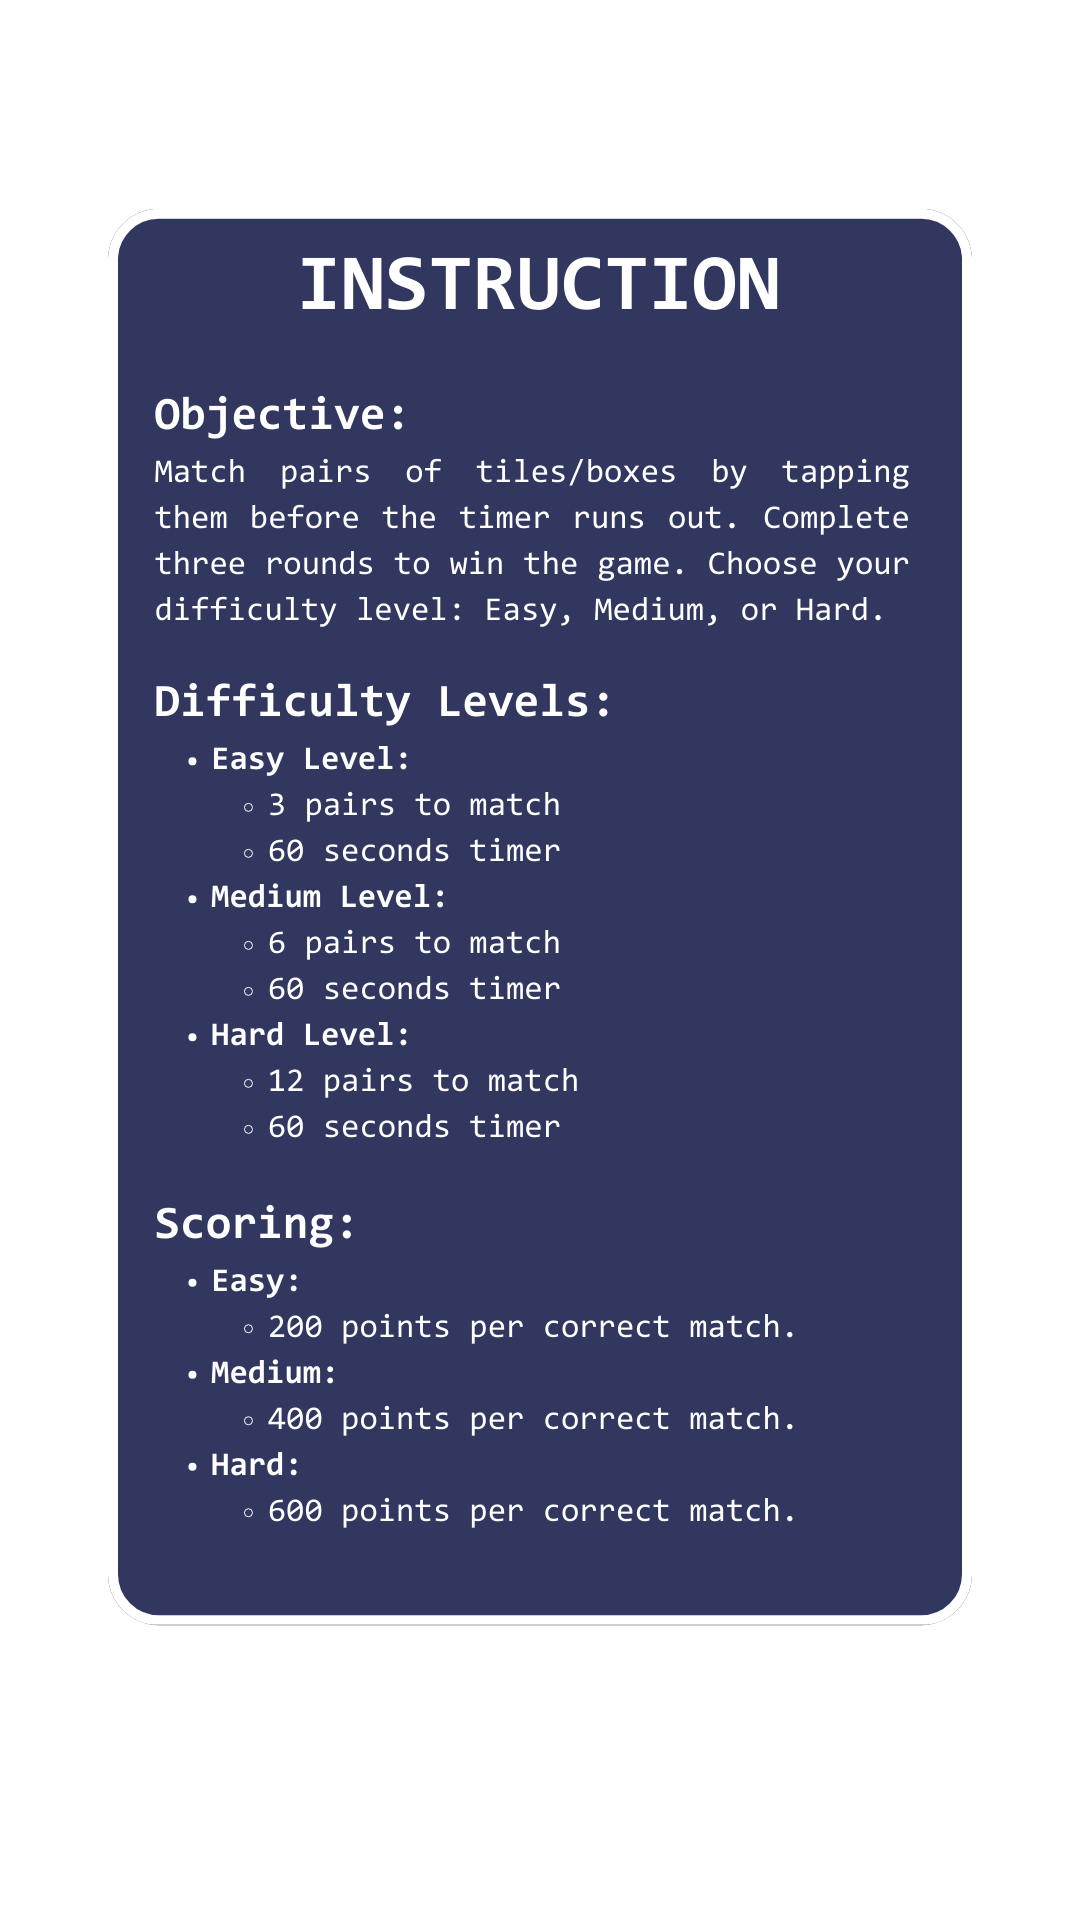 INSTRUCTION
Objective:
Match pairs of tiles/boxes by tapping
them before the timer runs out. Complete
three rounds to win the game. Choose your
difficulty level: Easy, Medium, or Hard.
Difficulty Levels:
• Easy Level:
◦ 3 pairs to match
◦ 60 seconds timer
• Medium Level:
◦ 6 pairs to match
◦ 60 seconds timer
• Hard Level:
◦ 12 pairs to match
◦ 60 seconds timer
Scoring:
• Easy:
◦ 200 points per correct match.
• Medium:
◦ 400 points per correct match.
• Hard:
◦ 600 points per correct match.